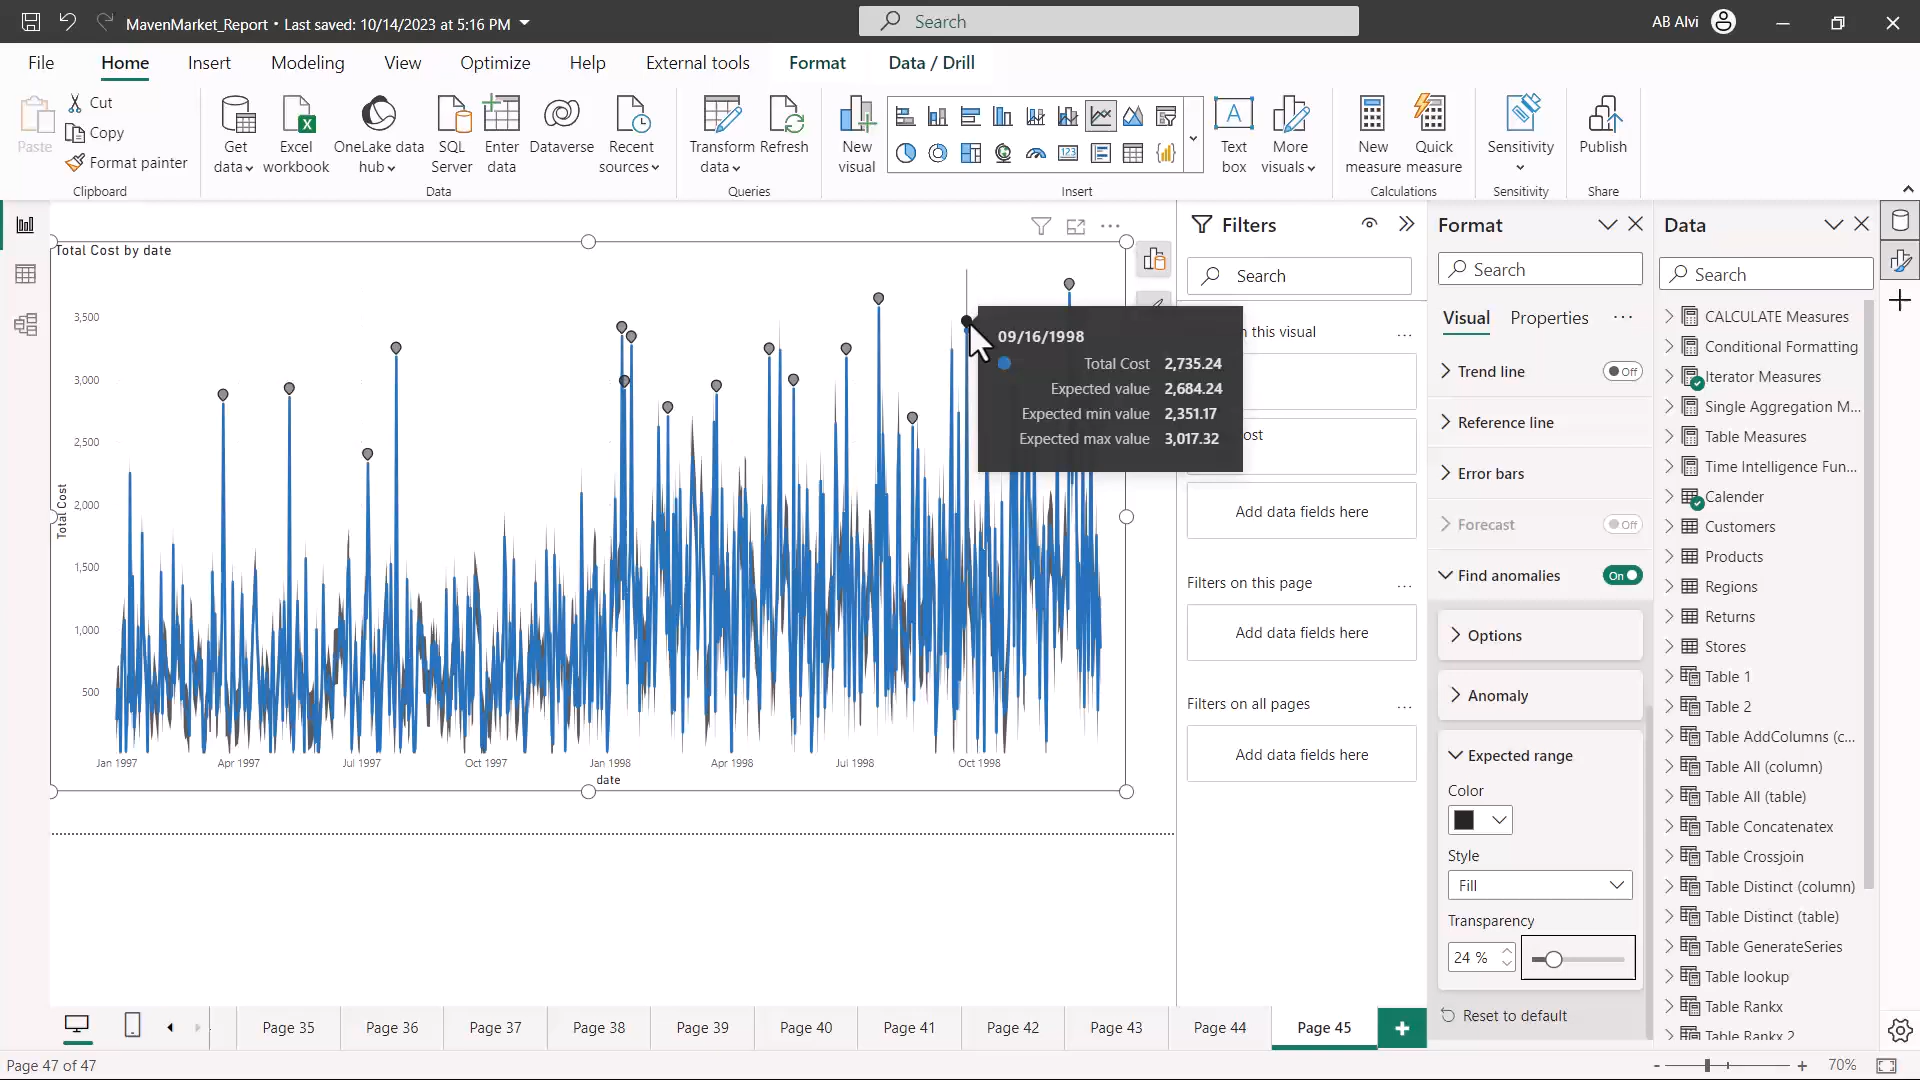 MavenMarket_Report • Last saved: 10/14/2023 at 5:16 PM
Search
AB Alvi
File
Home
Insert
Modeling
View
Optimize
Help
External tools
Format
Data / Drill
Paste
Cut
Copy
Format painter
Clipboard
Get
data
Excel
workbook
OneLake data
hub
SQL
Server
Enter
data
Dataverse
Recent
sources
Data
Transform
data
Refresh
Queries
New
visual
Text
box
More
visuals
Insert
New
measure
Quick
measure
Calculations
Sensitivity
Sensitivity
Publish
Share
Total Cost by date
3,500
3,000
2,500
2,000
1,500
1,000
500
Total Cost
Jan 1997
Apr 1997
Jul 1997
Oct 1997
Jan 1998
Apr 1998
Jul 1998
Oct 1998
date
09/16/1998
Total Cost 2,735.24
Expected value 2,684.24
Expected min value 2,351.17
Expected max value 3,017.32
Filters
Search
n this visual
...
ost
Add data fields here
Filters on this page
...
Add data fields here
Filters on all pages
...
Add data fields here
Format
Search
Visual
Properties
...
Trend line
Off
Reference line
Error bars
Forecast
Off
Find anomalies
On
Options
Anomaly
Expected range
Color
Style
Fill
Transparency
24 %
Reset to default
Data
Search
CALCULATE Measures
Conditional Formatting
Iterator Measures
Single Aggregation M...
Table Measures
Time Intelligence Fun...
Calender
Customers
Products
Regions
Returns
Stores
Table 1
Table 2
Table AddColumns (c...
Table All (column)
Table All (table)
Table Concatenatex
Table Crossjoin
Table Distinct (column)
Table Distinct (table)
Table GenerateSeries
Table lookup
Table Rankx
Table Rankx 2
Page 35
Page 36
Page 37
Page 38
Page 39
Page 40
Page 41
Page 42
Page 43
Page 44
Page 45
Page 47 of 47
70%